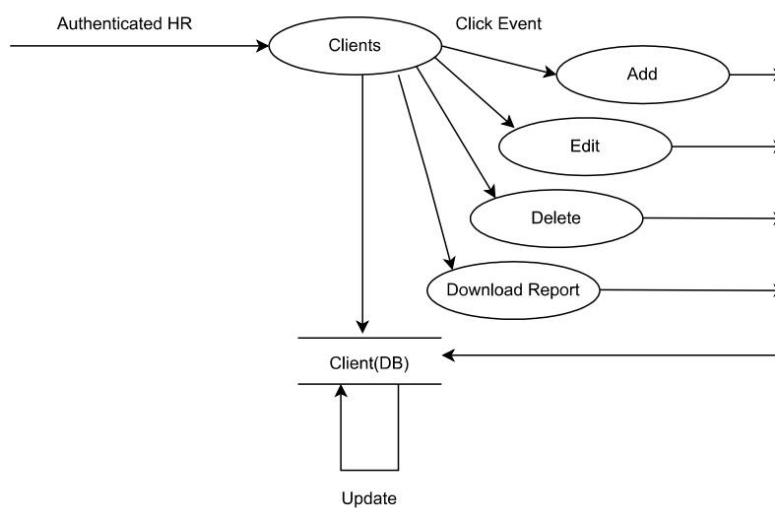 Authenticated HR
Click Event
Clients
Add
Edit
Delete
Download Report
Client(DB)
Update